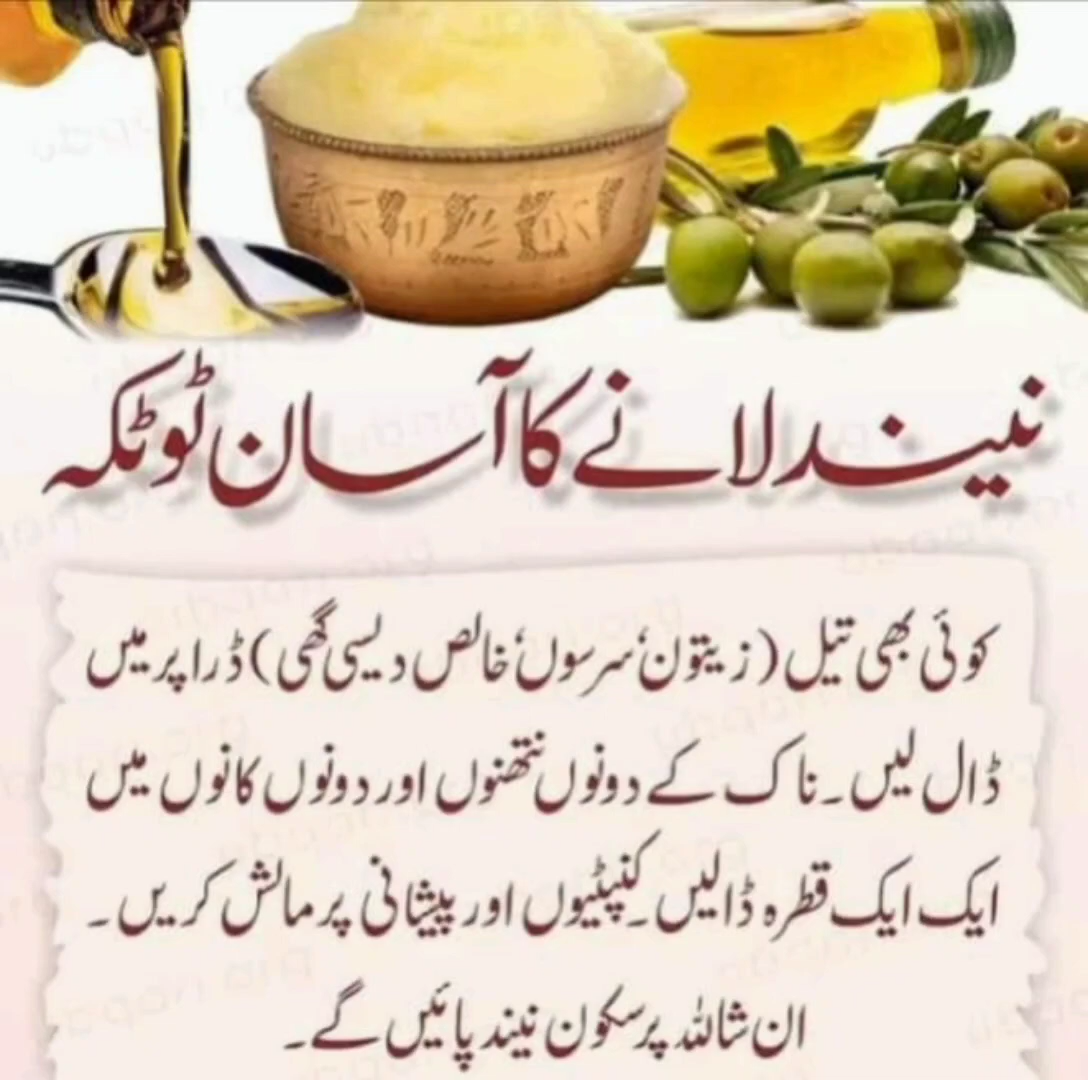 نیند لانے کا آسان ٹوٹکہ
کوئی بھی تیل (زیتون، سرسوں، خالص دیسی گھی) ڈراپر میں
ڈال لیں۔ ناک کے دونوں نتھنوں اور دونوں کانوں میں
ایک ایک قطرہ ڈالیں۔ کنپٹیوں اور پیشانی پر مالش کریں۔
ان شاللہ پرسکون نیند پائیں گے۔